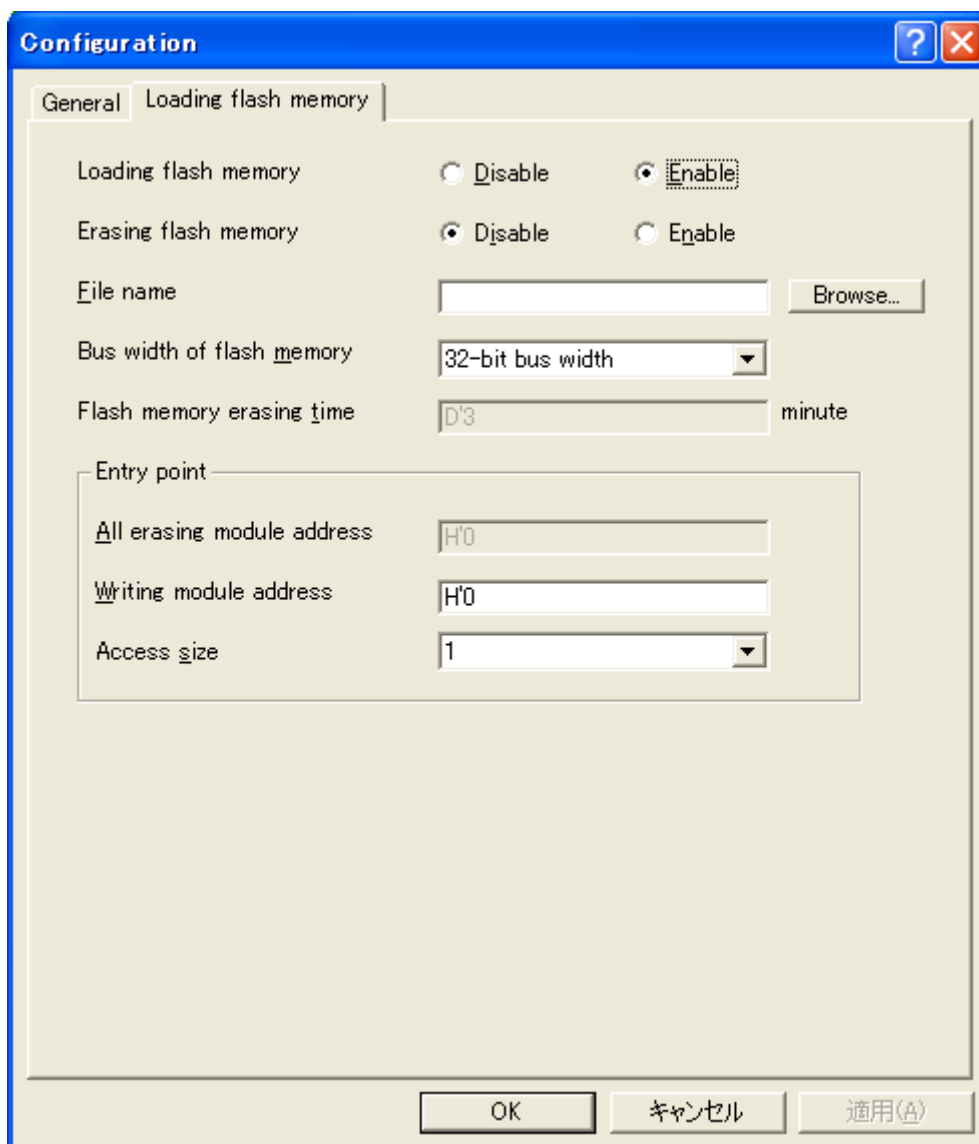 Configuration
General Loading flash memory
Loading flash memory Disable Enable
Erasing flash memory Disable Enable
File name Browse...
Bus width of flash memory 32-bit bus width
Flash memory erasing time D'3 minute
Entry point
All erasing module address H'0
Writing module address H'0
Access size 1
OK キャンセル 適用(A)